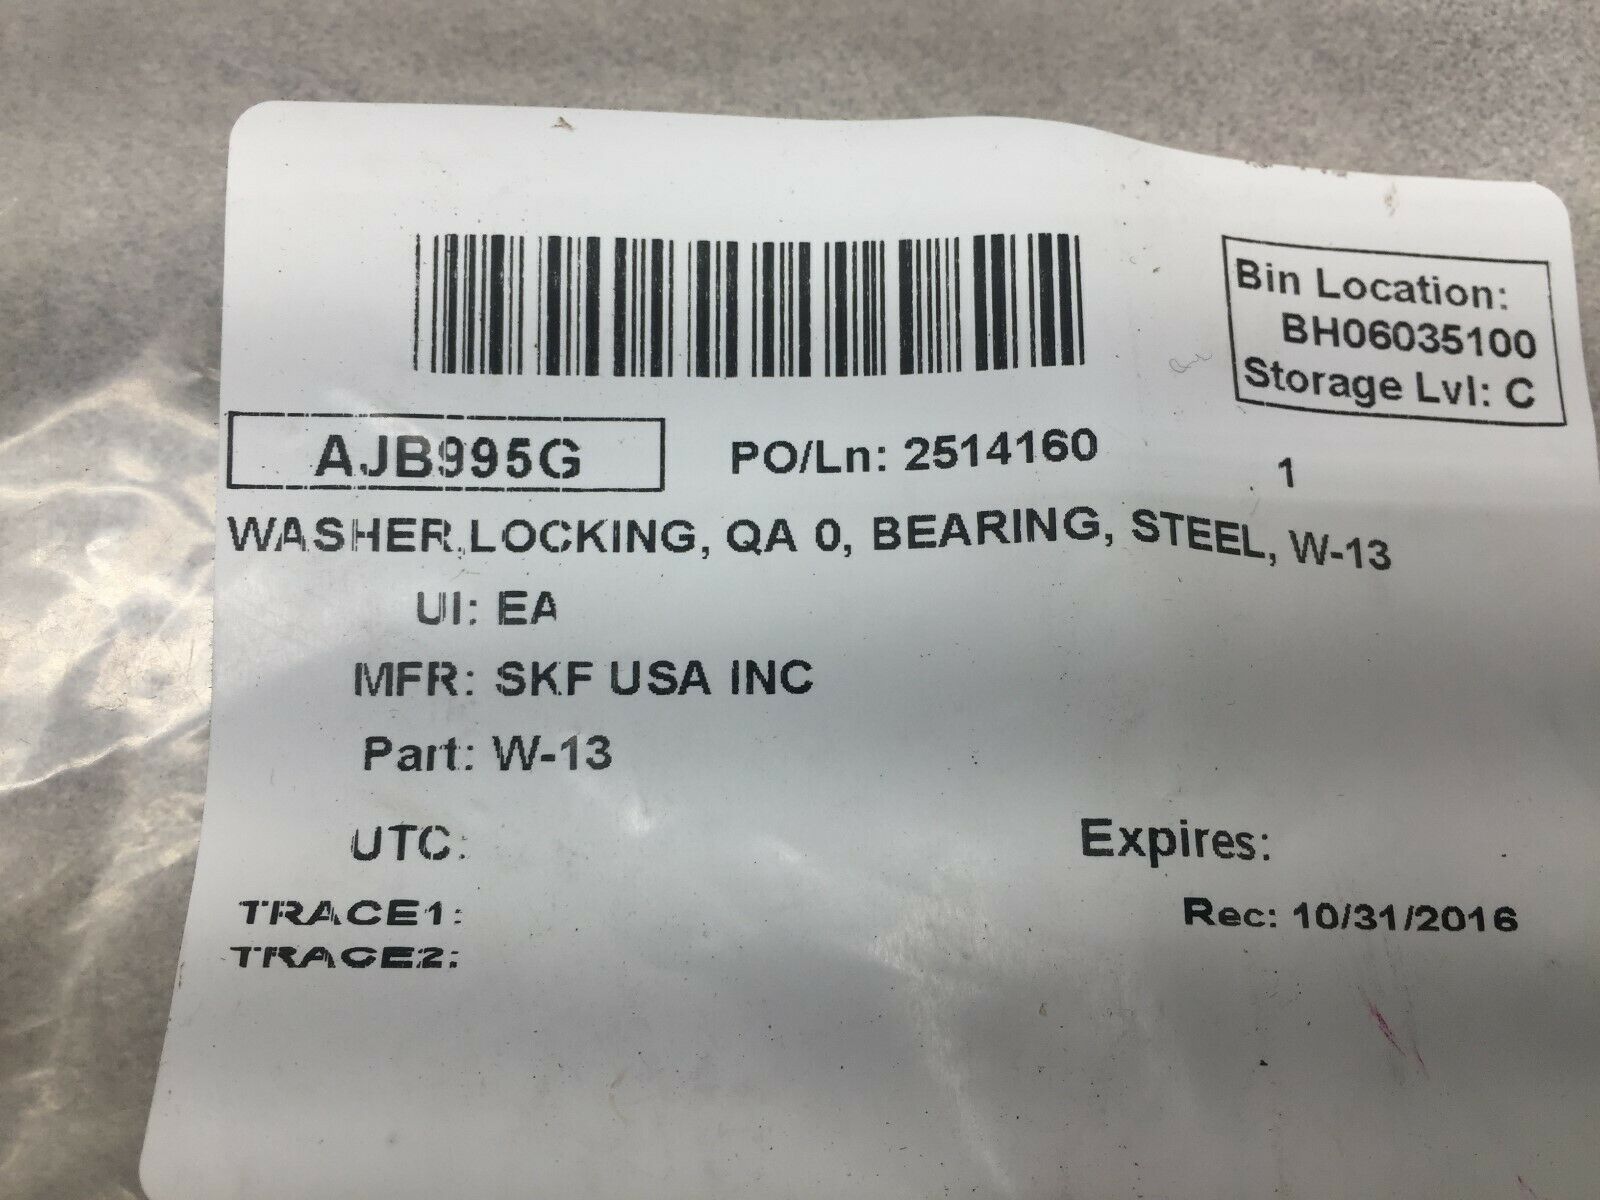 Bin Location:
BH06035100
Storage Lvl: C
AJB995G
PO/Ln: 2514160 1
WASHER,LOCKING, QA 0, BEARING, STEEL, W-13
UI: EA
MFR: SKF USA INC
Part: W-13
UTC:
Expires:
TRACE1:
Rec: 10/31/2016
TRACE2: